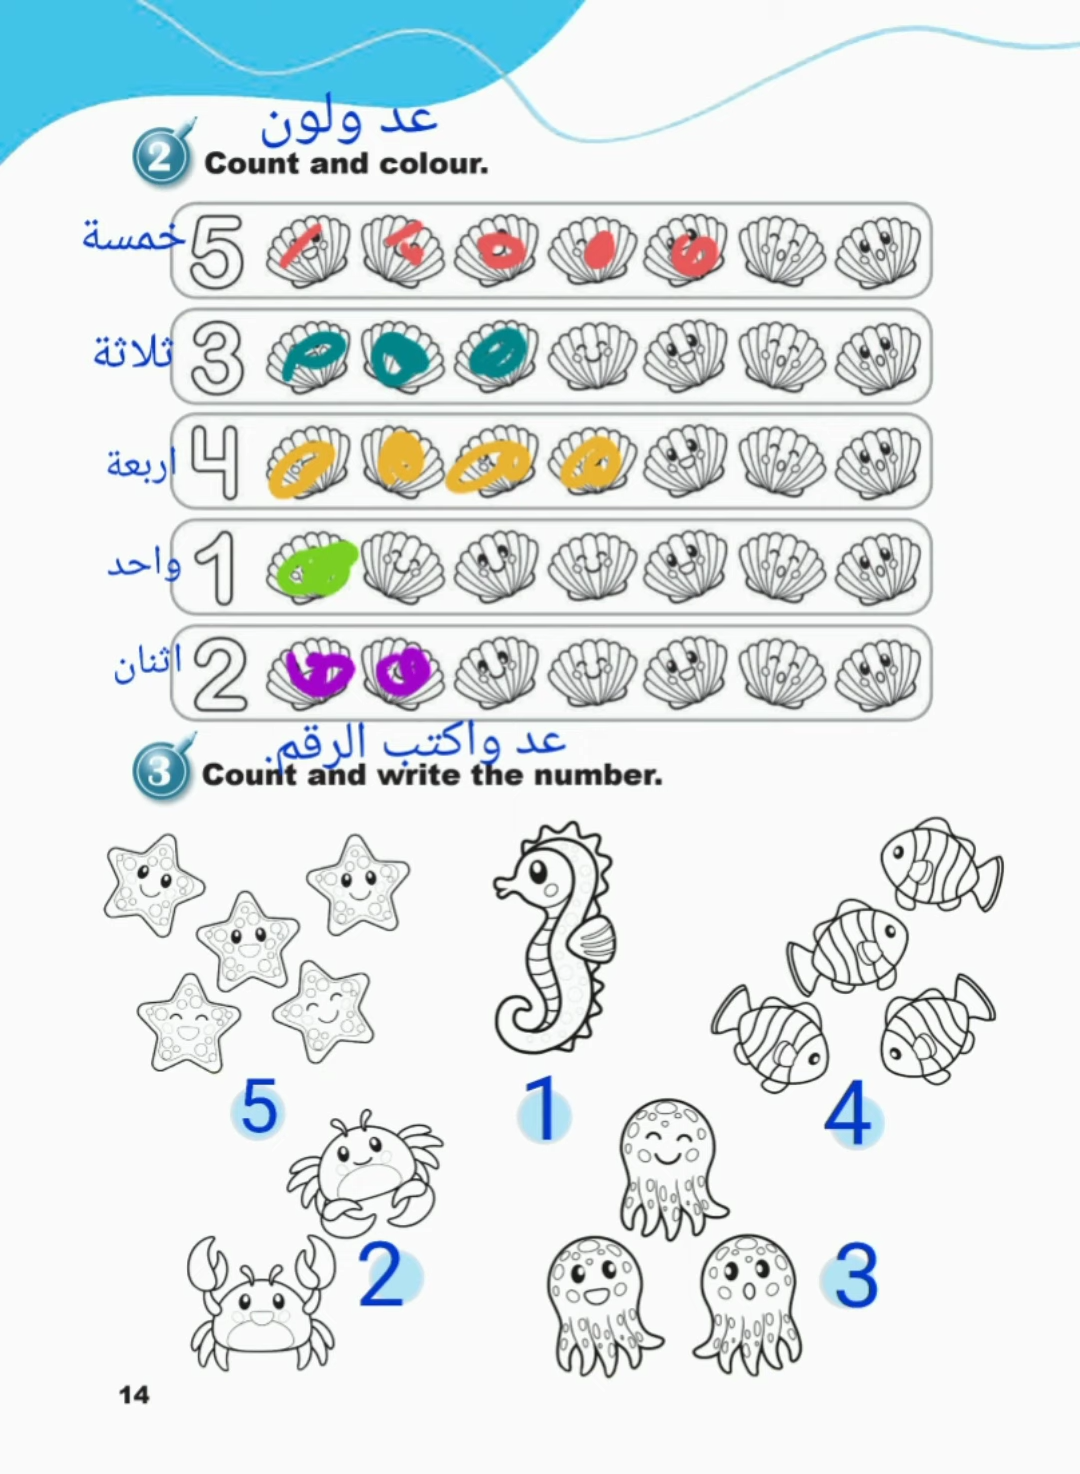 عد ولون
2 Count and colour.
خمسة 5
ثلاثة 3
اربعة 4
واحد 1
اثنان 2
عد واكتب الرقم.
3 Count and write the number.
5 1 4
2 3
14